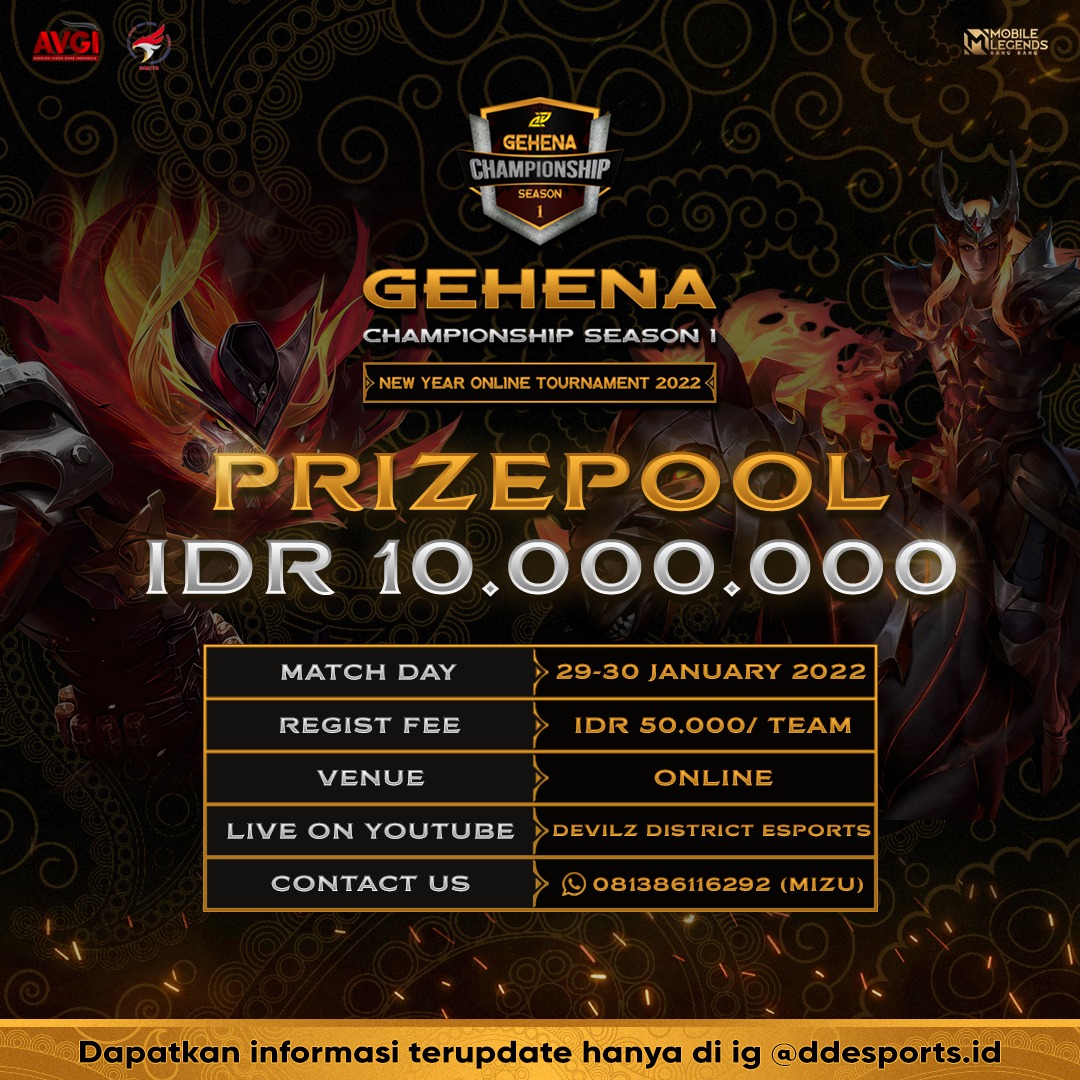 AVGI
MOBILE
LEGENDS
BANG BANG
GEHENA
CHAMPIONSHIP
SEASON
1
GEHENA
CHAMPIONSHIP SEASON 1
NEW YEAR ONLINE TOURNAMENT 2022
PRIZEPOOL
IDR 10.000.000
MATCH DAY 29-30 JANUARY 2022
REGIST FEE IDR 50.000/ TEAM
VENUE ONLINE
LIVE ON YOUTUBE DEVILZ DISTRICT ESPORTS
CONTACT US 081386116292 (MIZU)
Dapatkan informasi terupdate hanya di ig @ddesports.id